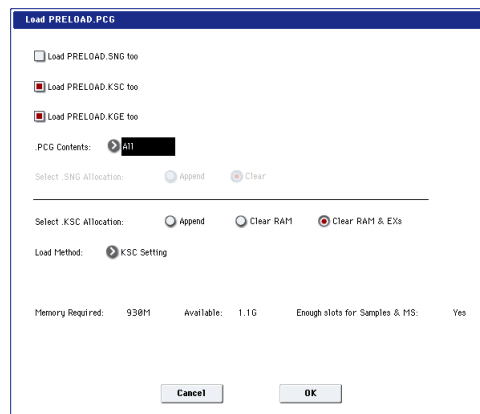 Load PRELOAD.PCG
Load PRELOAD.SNG too
Load PRELOAD.KSC too
Load PRELOAD.KGE too
.PCG Contents: All
Select .SNG Allocation: Append Clear
Select .KSC Allocation: Append Clear RAM Clear RAM & EXs
Load Method: KSC Setting
Memory Required: 930M Available: 1.1G Enough slots for Samples & MS: Yes
Cancel OK